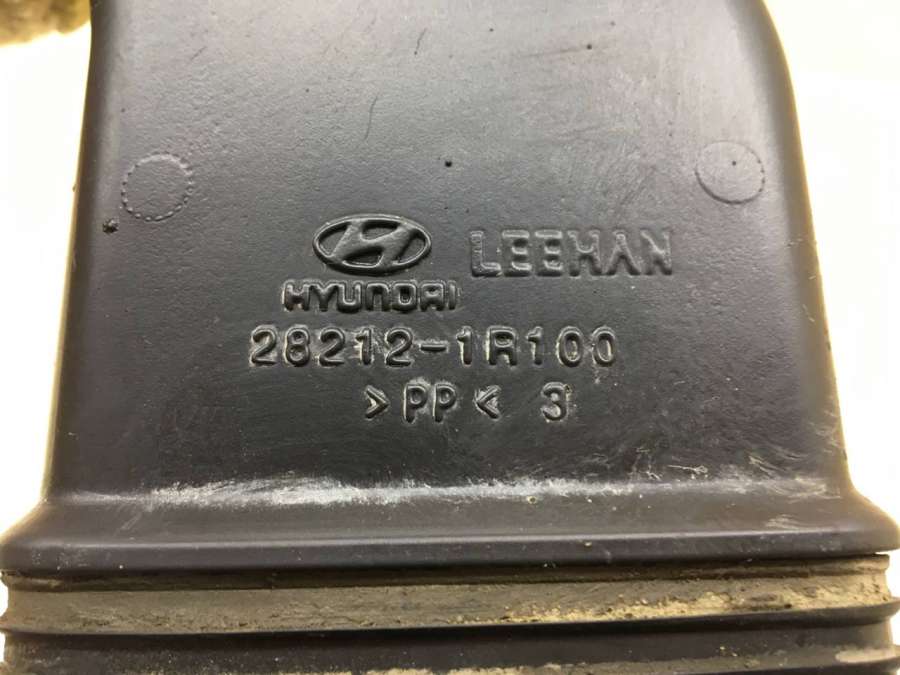 LEEHAN
HYUNDAI
28212-1R100
>PP< 3